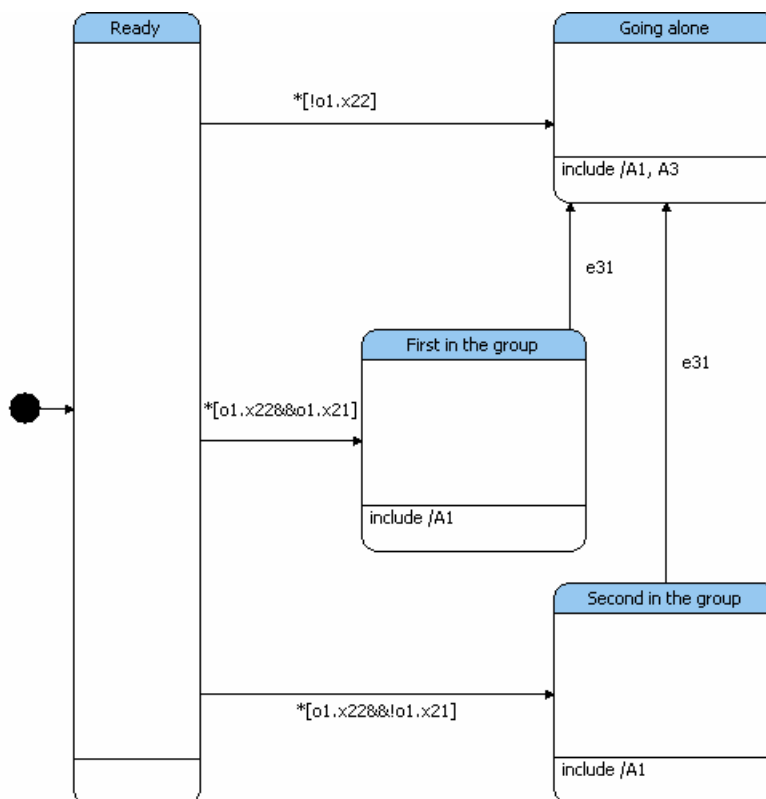 Ready
Going alone
*[!o1.x22]
include /A1, A3
e31
First in the group
e31
*[o1.x22&&o1.x21]
include /A1
Second in the group
*[o1.x22&&!o1.x21]
include /A1